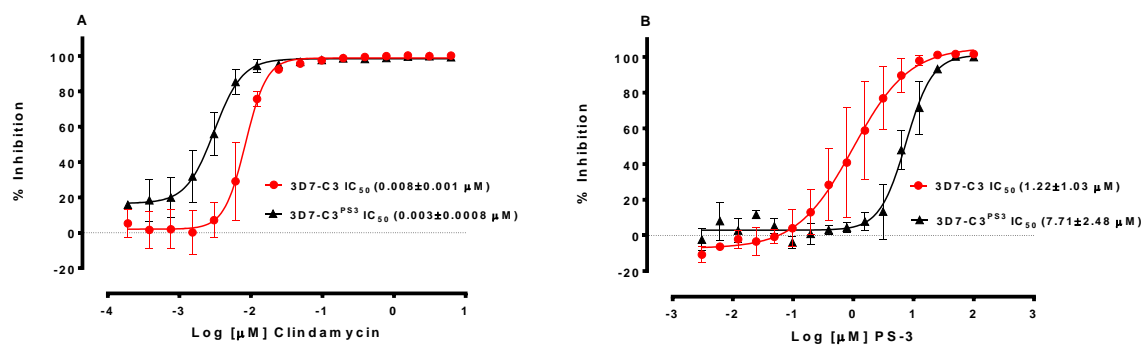 A
% Inhibition
100
80
60
40
20
0
-20
3D7-C3 IC50 (0.008±0.001 µM)
3D7-C3PS3 IC50 (0.003±0.0008 µM)
-4 -3 -2 -1 0 1
Log [µM] Clindamycin
B
% Inhibition
100
80
60
40
20
0
-20
3D7-C3 IC50 (1.22±1.03 µM)
3D7-C3PS3 IC50 (7.71±2.48 µM)
-3 -2 -1 0 1 2 3
Log [µM] PS-3